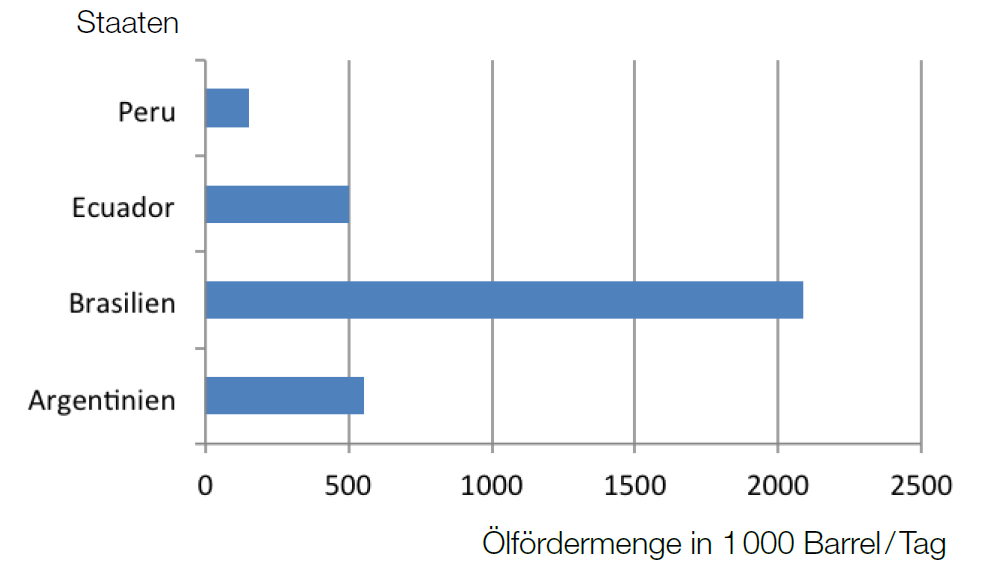 Staaten
Peru
Ecuador
Brasilien
Argentinien
0 500 1000 1500 2000 2500
Ölfördermenge in 1 000 Barrel / Tag